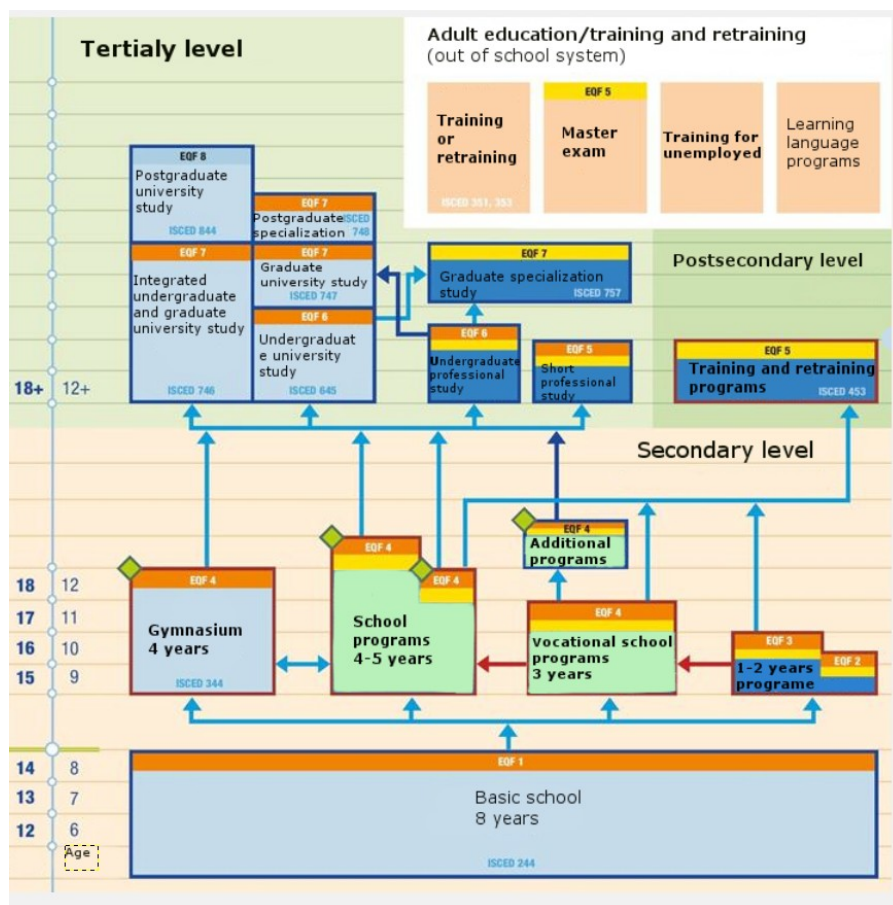 Tertialy level
Adult education/training and retraining
(out of school system)
Training
or
retraining
ISCED 351, 353
EQF 5
Master
exam
Training for
unemployed
Learning
language
programs
EQF 8
Postgraduate
university
study
ISCED 844
EQF 7
Postgraduate ISCED
specialization 748
EQF 7
Integrated
undergraduate
and graduate
university study
ISCED 746
EQF 7
Graduate
university study
ISCED 747
EQF 6
Undergraduat
e university
study
ISCED 645
EQF 7
Graduate specialization
study
ISCED 757
EQF 6
Undergraduate
professional
study
EQF 5
Short
professional
study
Postsecondary level
EQF 5
Training and retraining
programs
ISCED 453
18+ 12+
Secondary level
EQF 4
Additional
programs
EQF 4
Gymnasium
4 years
ISCED 344
EQF 4
EQF 4
School
programs
4-5 years
EQF 4
Vocational school
programs
3 years
EQF 3
EQF 2
1-2 years
programe
18 12
17 11
16 10
15 9
EQF 1
Basic school
8 years
ISCED 244
14 8
13 7
12 6
Age